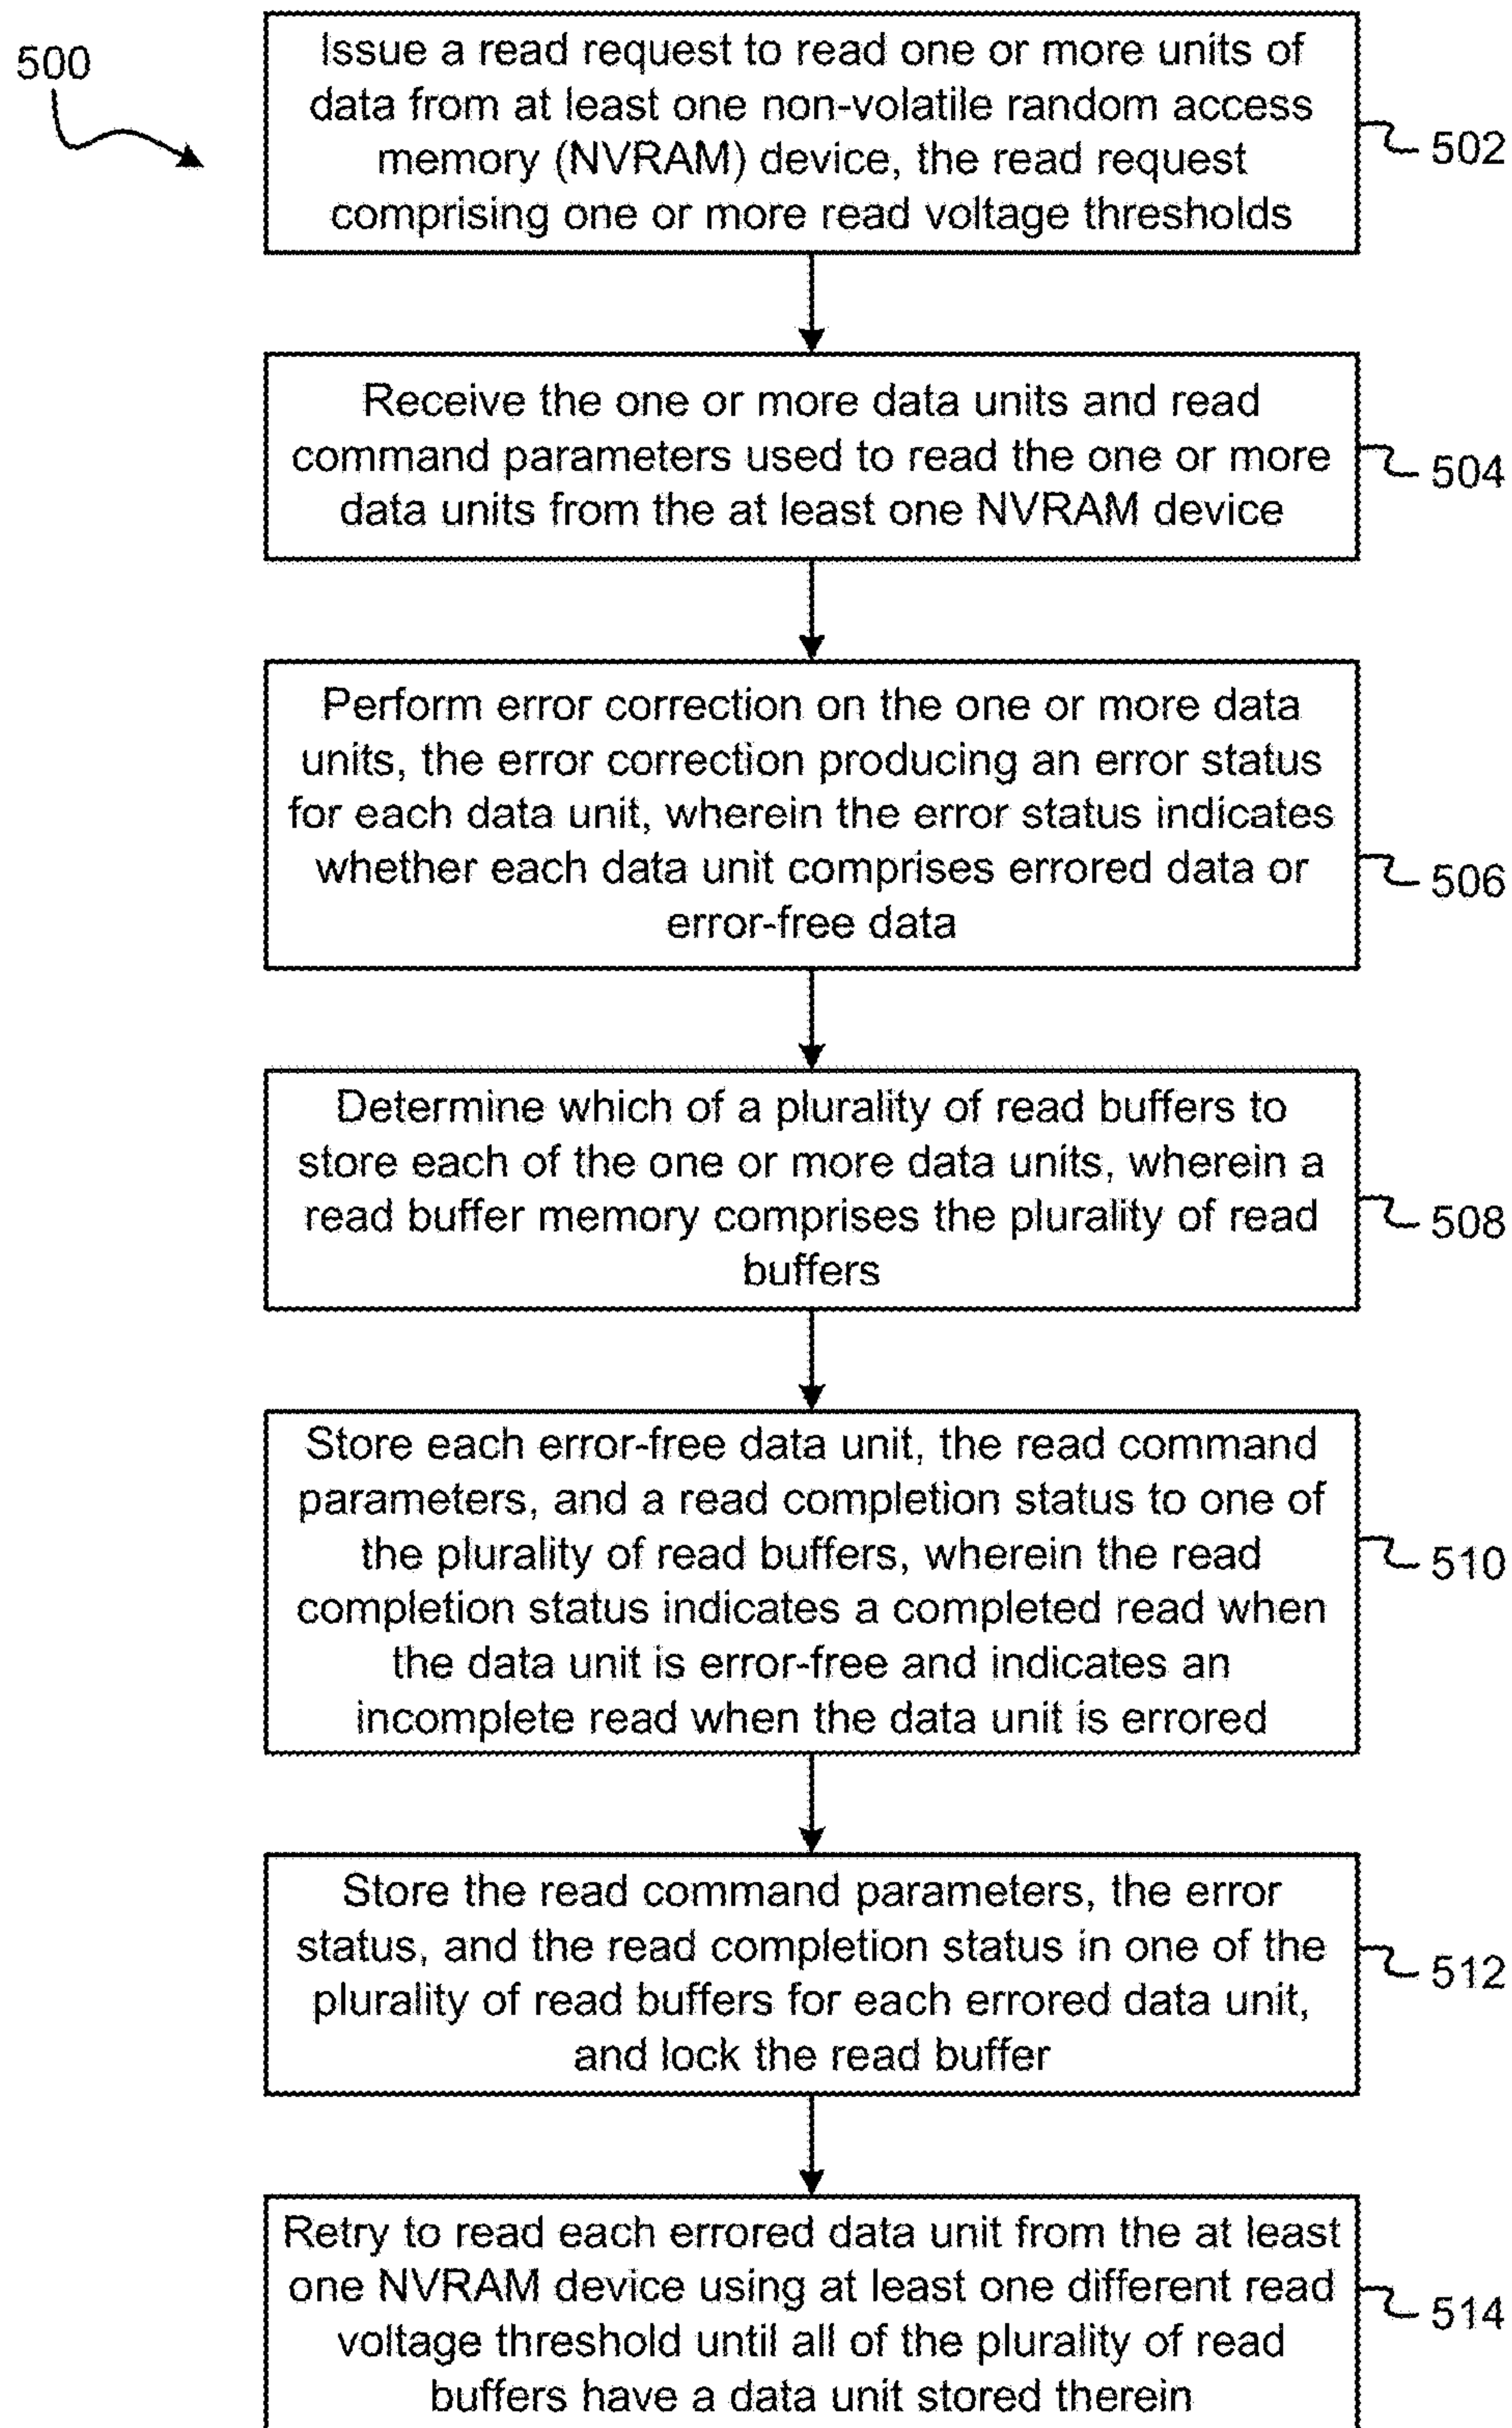 500
Issue a read request to read one or more units of
data from at least one non-volatile random access
memory (NVRAM) device, the read request
comprising one or more read voltage thresholds
502
Receive the one or more data units and read
command parameters used to read the one or more
data units from the at least one NVRAM device
504
Perform error correction on the one or more data
units, the error correction producing an error status
for each data unit, wherein the error status indicates
whether each data unit comprises errored data or
error-free data
506
Determine which of a plurality of read buffers to
store each of the one or more data units, wherein a
read buffer memory comprises the plurality of read
buffers
508
Store each error-free data unit, the read command
parameters, and a read completion status to one of
the plurality of read buffers, wherein the read
completion status indicates a completed read when
the data unit is error-free and indicates an
incomplete read when the data unit is errored
510
Store the read command parameters, the error
status, and the read completion status in one of the
plurality of read buffers for each errored data unit,
and lock the read buffer
512
Retry to read each errored data unit from the at least
one NVRAM device using at least one different read
voltage threshold until all of the plurality of read
buffers have a data unit stored therein
514